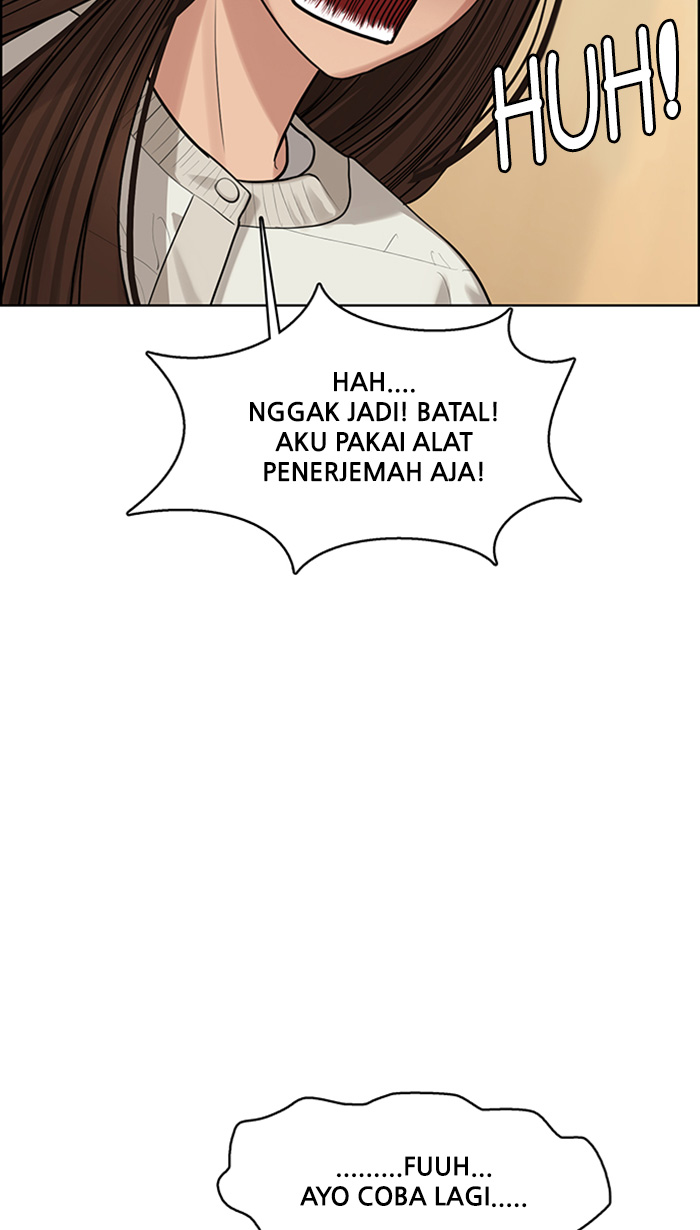 HUH!
HAH....
NGGAK JADI! BATAL!
AKU PAKAI ALAT
PENERJEMAH AJA!
.........FUUH...
AYO COBA LAGI.....